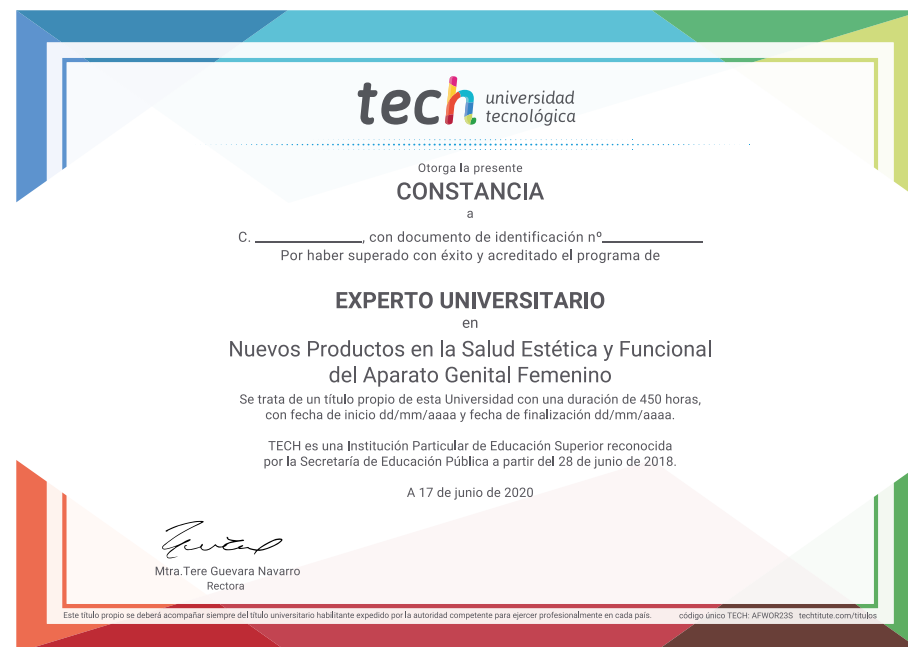 tech universidad
tecnológica
Otorga la presente
CONSTANCIA
a
C. ____________, con documento de identificación nº____________
Por haber superado con éxito y acreditado el programa de
EXPERTO UNIVERSITARIO
en
Nuevos Productos en la Salud Estética y Funcional
del Aparato Genital Femenino
Se trata de un título propio de esta Universidad con una duración de 450 horas,
con fecha de inicio dd/mm/aaaa y fecha de finalización dd/mm/aaaa.
TECH es una Institución Particular de Educación Superior reconocida
por la Secretaría de Educación Pública a partir del 28 de junio de 2018.
A 17 de junio de 2020
Mtra.Tere Guevara Navarro
Rectora
Este título propio se deberá acompañar siempre del título universitario habilitante expedido por la autoridad competente para ejercer profesionalmente en cada país. código único TECH: AFWOR23S techtitute.com/titulos